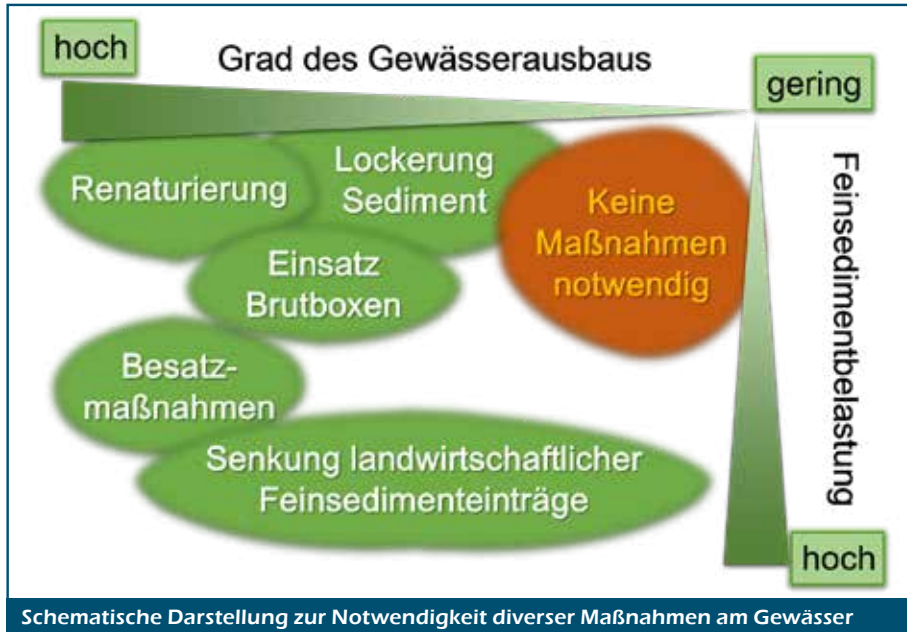 hoch
Grad des Gewässerausbaus
gering
Renaturierung
Lockerung
Sediment
Keine
Maßnahmen
notwendig
Einsatz
Brutboxen
Besatz-
maßnahmen
Senkung landwirtschaftlicher
Feinsedimenteinträge
Feinsedimentbelastung
hoch
Schematische Darstellung zur Notwendigkeit diverser Maßnahmen am Gewässer